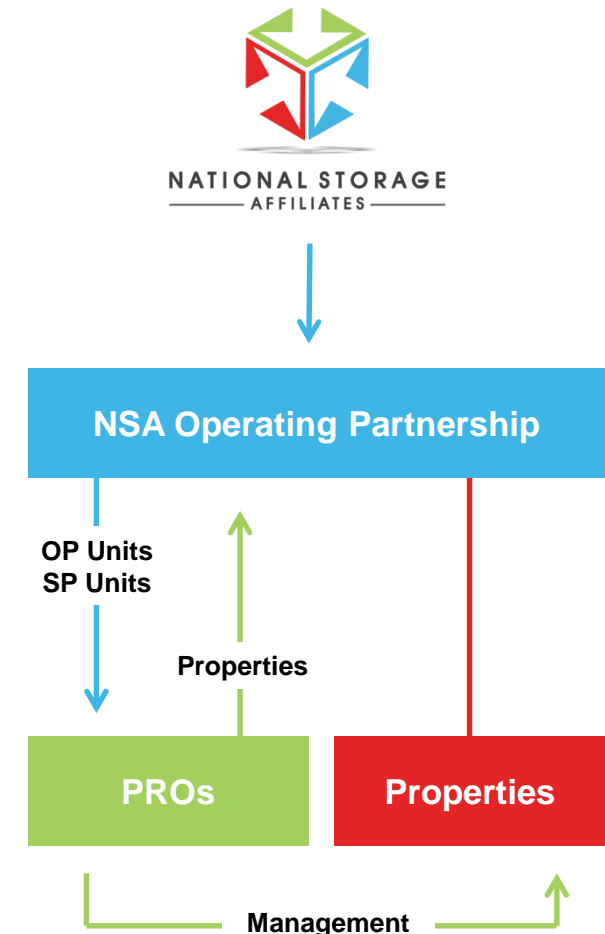 NATIONAL STORAGE
AFFILIATES
NSA Operating Partnership
OP Units
SP Units
Properties
PROs
Properties
Management